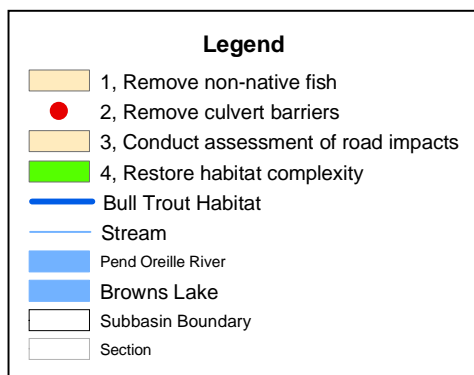 Legend
1, Remove non-native fish
2, Remove culvert barriers
3, Conduct assessment of road impacts
4, Restore habitat complexity
Bull Trout Habitat
Stream
Pend Oreille River
Browns Lake
Subbasin Boundary
Section